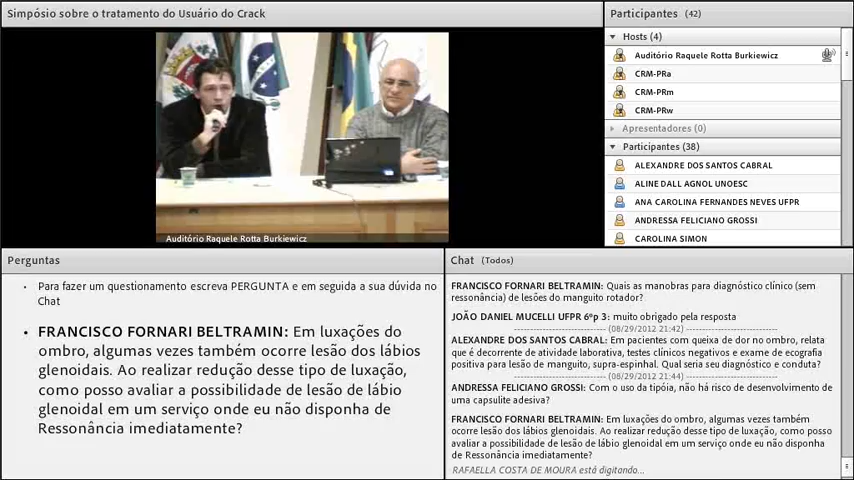 Simpósio sobre o tratamento do Usuário do Crack
Auditório Raquele Rotta Burkiewicz
Participantes (42)
Hosts (4)
Auditório Raquele Rotta Burkiewicz
CRM-PRa
CRM-PRm
CRM-PRw
Apresentadores (0)
Participantes (38)
ALEXANDRE DOS SANTOS CABRAL
ALINE DALL AGNOL UNOESC
ANA CAROLINA FERNANDES NEVES UFPR
ANDRESSA FELICIANO GROSSI
CAROLINA SIMON
Perguntas
Para fazer um questionamento escreva PERGUNTA e em seguida a sua dúvida no
Chat
FRANCISCO FORNARI BELTRAMIN: Em luxações do
ombro, algumas vezes também ocorre lesão dos lábios
glenoidais. Ao realizar redução desse tipo de luxação,
como posso avaliar a possibilidade de lesão de lábio
glenoidal em um serviço onde eu não disponha de
Ressonância imediatamente?
Chat (Todos)
FRANCISCO FORNARI BELTRAMIN: Quais as manobras para diagnóstico clínico (sem
ressonância) de lesões do manguito rotador?
JOÃO DANIEL MUCELLI UFPR 6ºp 3: muito obrigado pela resposta
(08/29/2012 21:42)
ALEXANDRE DOS SANTOS CABRAL: Em pacientes com queixa de dor no ombro, relata
que é decorrente de atividade laborativa, testes clínicos negativos e exame de ecografia
positiva para lesão de manguito, supra-espinhal. Qual seria seu diagnóstico e conduta?
(08/29/2012 21:44)
ANDRESSA FELICIANO GROSSI: Com o uso da tipóia, não há risco de desenvolvimento de
uma capsulite adesiva?
FRANCISCO FORNARI BELTRAMIN: Em luxações do ombro, algumas vezes também
ocorre lesão dos lábios glenoidais. Ao realizar redução desse tipo de luxação, como posso
avaliar a possibilidade de lesão de lábio glenoidal em um serviço onde eu não disponha
de Ressonância imediatamente?
RAFAELLA COSTA DE MOURA está digitando...